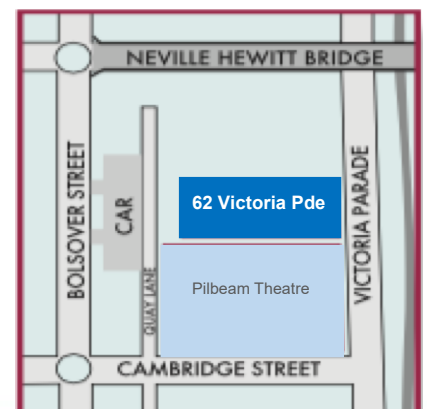 NEVILLE HEWITT BRIDGE
BOLSOVER STREET
CAR
QUAY LANE
62 Victoria Pde
VICTORIA PARADE
Pilbeam Theatre
CAMBRIDGE STREET